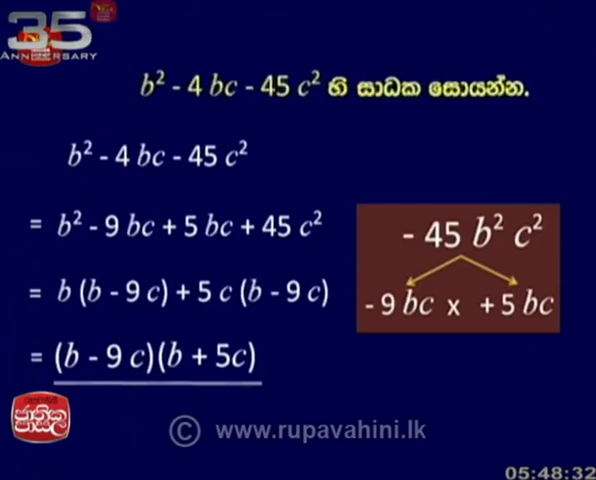 35
ANNIVERSARY
b² - 4 bc - 45 c² හි සාධක සොයන්න.
b² - 4 bc - 45 c²
= b² - 9 bc + 5 bc + 45 c²
= b (b - 9 c) + 5 c (b - 9 c)
= (b - 9 c)(b + 5c)
- 45 b² c²
- 9 bc x + 5 bc
ජාතික
පාසල
© www.rupavahini.lk
05:48:32